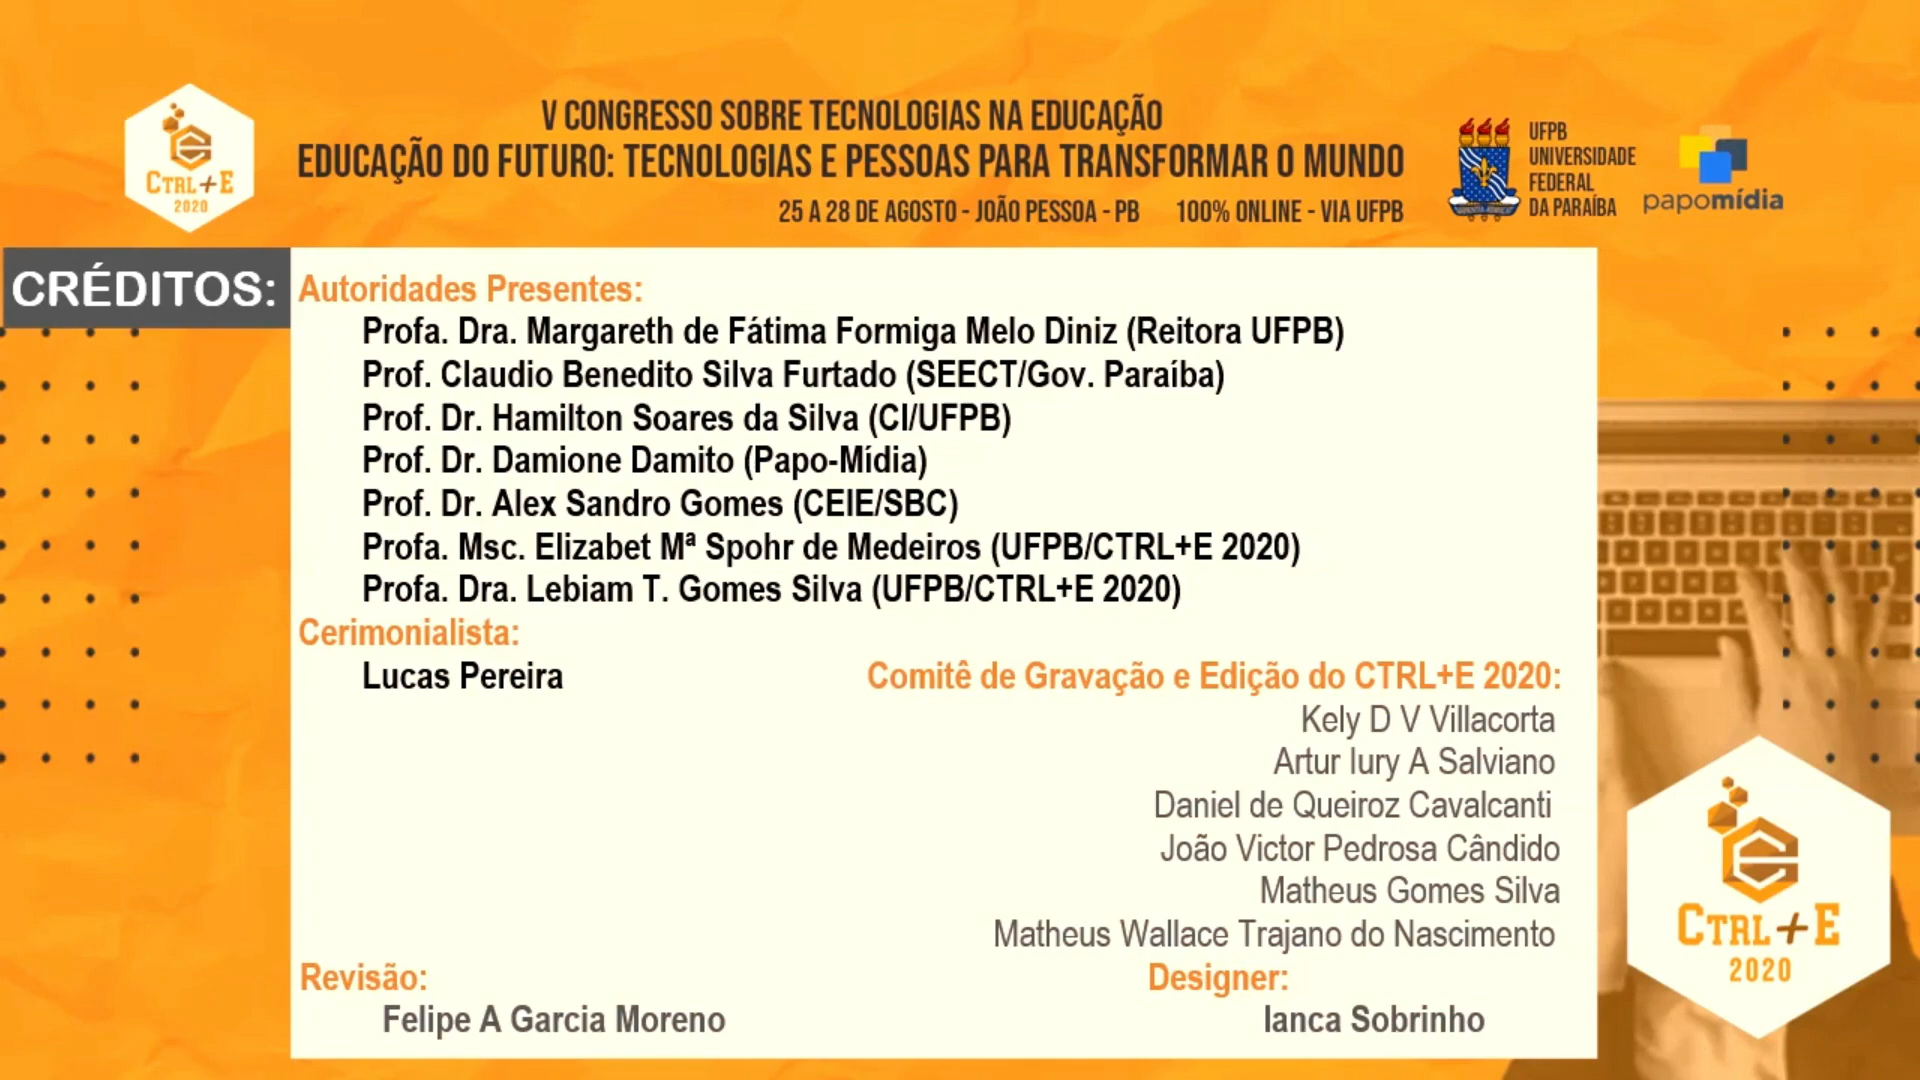 V CONGRESSO SOBRE TECNOLOGIAS NA EDUCAÇÃO
EDUCAÇÃO DO FUTURO: TECNOLOGIAS E PESSOAS PARA TRANSFORMAR O MUNDO
25 A 28 DE AGOSTO - JOÃO PESSOA - PB 100% ONLINE - VIA UFPB
CTRL+E
2020
UFPB
UNIVERSIDADE
FEDERAL
DA PARAÍBA
papomídia
CRÉDITOS:
Autoridades Presentes:
Profa. Dra. Margareth de Fátima Formiga Melo Diniz (Reitora UFPB)
Prof. Claudio Benedito Silva Furtado (SEECT/Gov. Paraíba)
Prof. Dr. Hamilton Soares da Silva (CI/UFPB)
Prof. Dr. Damione Damito (Papo-Mídia)
Prof. Dr. Alex Sandro Gomes (CEIE/SBC)
Profa. Msc. Elizabet Mª Spohr de Medeiros (UFPB/CTRL+E 2020)
Profa. Dra. Lebiam T. Gomes Silva (UFPB/CTRL+E 2020)
Cerimonialista:
Lucas Pereira
Comitê de Gravação e Edição do CTRL+E 2020:
Kely D V Villacorta
Artur Iury A Salviano
Daniel de Queiroz Cavalcanti
João Victor Pedrosa Cândido
Matheus Gomes Silva
Matheus Wallace Trajano do Nascimento
Revisão:
Felipe A Garcia Moreno
Designer:
Ianca Sobrinho
CTRL+E
2020